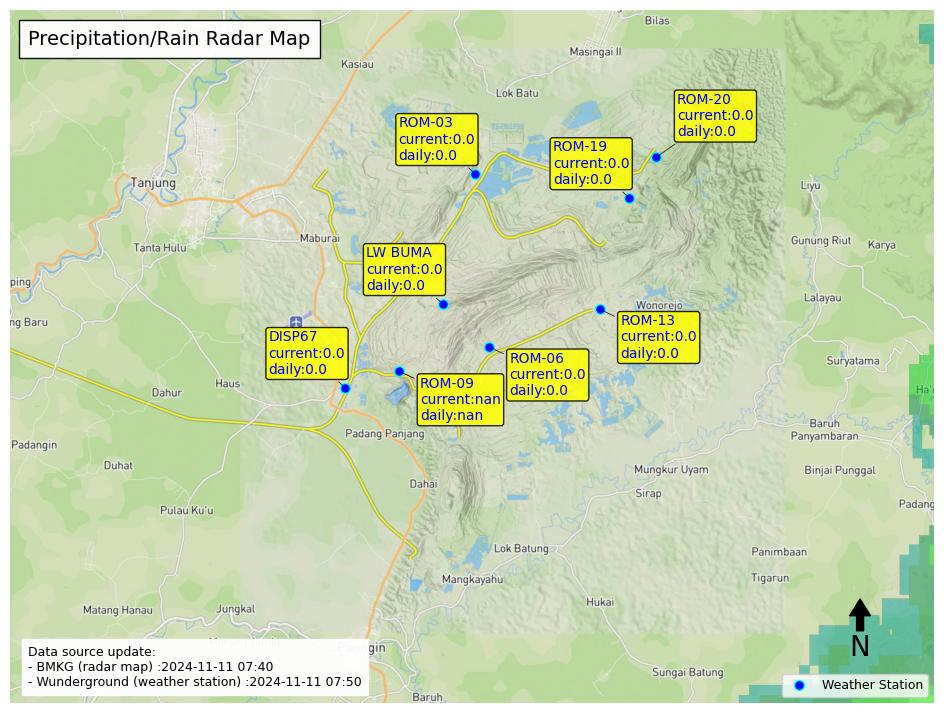 Precipitation/Rain Radar Map
Bilas
Masingai II
Kasiau
Lok Batu
ROM-20
current:0.0
daily:0.0
ROM-03
current:0.0
daily:0.0
ROM-19
current:0.0
daily:0.0
Tanjung
Liyu
Maburai
Tanta Hulu
Gunung Riut
Karya
LW BUMA
current:0.0
daily:0.0
ping
Lalayau
Wonorejo
ng Baru
ROM-13
current:0.0
daily:0.0
DISP67
current:0.0
daily:0.0
ROM-06
current:0.0
daily:0.0
Suryatama
Haus
Dahur
ROM-09
current:nan
daily:nan
Ha'
Baruh
Panyambaran
Padang Panjang
Padangin
Duhat
Mungkur Uyam
Binjai Punggal
Dahai
Sirap
Pulau Ku'u
Padang
Lok Batung
Panimbaan
Mangkayahu
Tigarun
Hukai
Matang Hanau
Jungkal
N
Data source update:
- BMKG (radar map) :2024-11-11 07:40
- Wunderground (weather station) :2024-11-11 07:50
Sungai Batung
Weather Station
Baruh